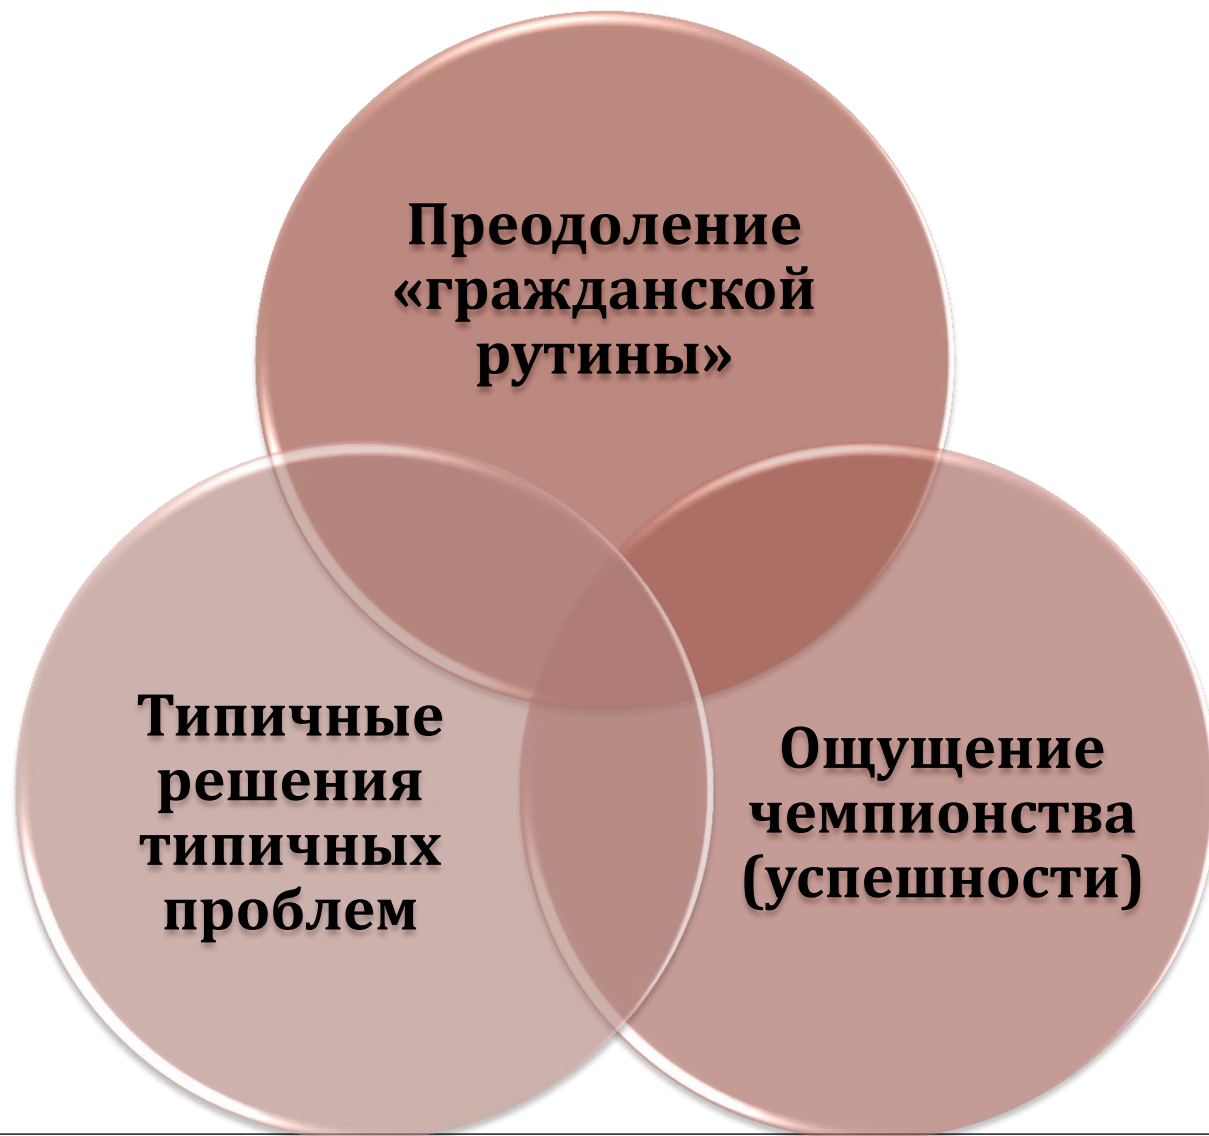 Преодоление
«гражданской
рутины»
Типичные
решения
типичных
проблем
Ощущение
чемпионства
(успешности)